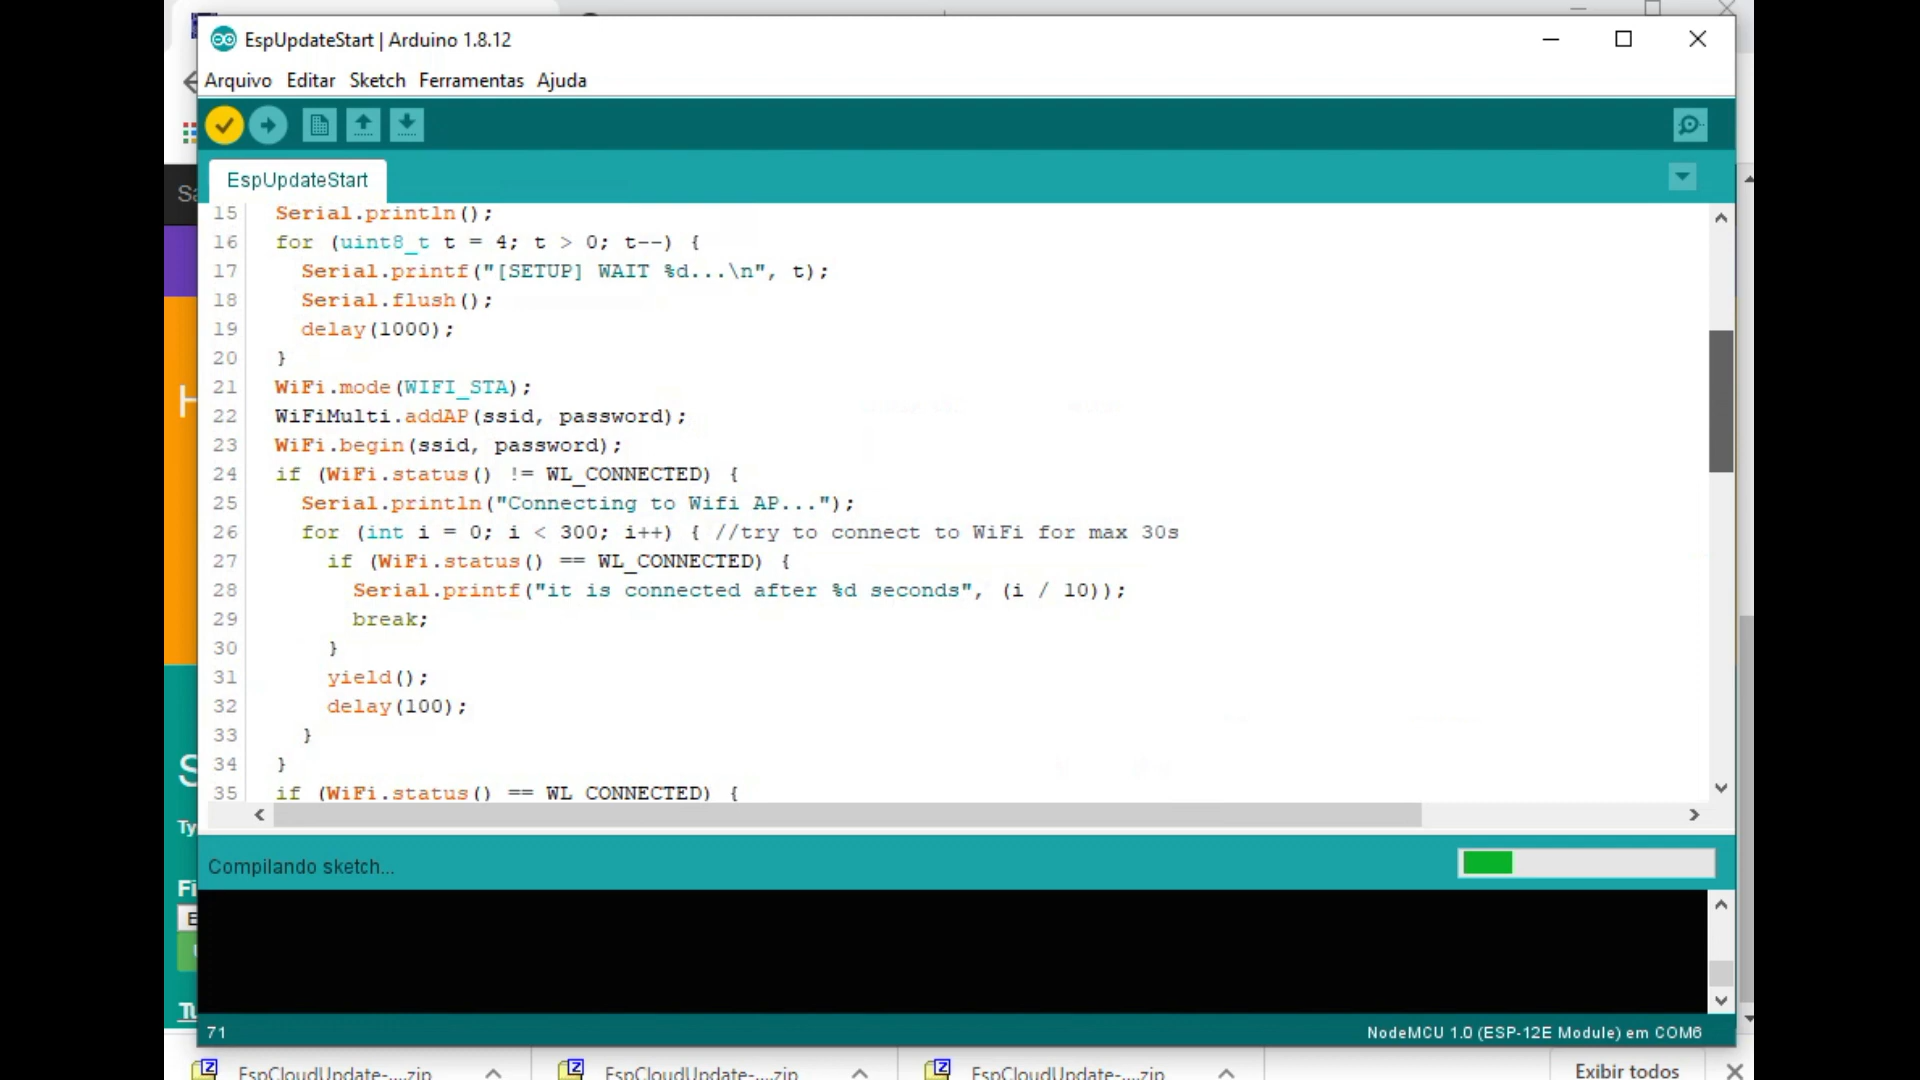 EspUpdateStart | Arduino 1.8.12
Arquivo Editar Sketch Ferramentas Ajuda
EspUpdateStart
15 Serial.println();
16 for (uint8_t t = 4; t > 0; t--) {
17 Serial.printf("[SETUP] WAIT %d...\n", t);
18 Serial.flush();
19 delay(1000);
20 }
21 WiFi.mode(WIFI_STA);
22 WiFiMulti.addAP(ssid, password);
23 WiFi.begin(ssid, password);
24 if (WiFi.status() != WL_CONNECTED) {
25 Serial.println("Connecting to Wifi AP...");
26 for (int i = 0; i < 300; i++) { //try to connect to WiFi for max 30s
27 if (WiFi.status() == WL_CONNECTED) {
28 Serial.printf("it is connected after %d seconds", (i / 10));
29 break;
30 }
31 yield();
32 delay(100);
33 }
34 }
35 if (WiFi.status() == WL_CONNECTED) {
Compilando sketch...
71 NodeMCU 1.0 (ESP-12E Module) em COM6
EspCloudUpdate-....zip EspCloudUpdate-....zip EspCloudUpdate-....zip Exibir todos